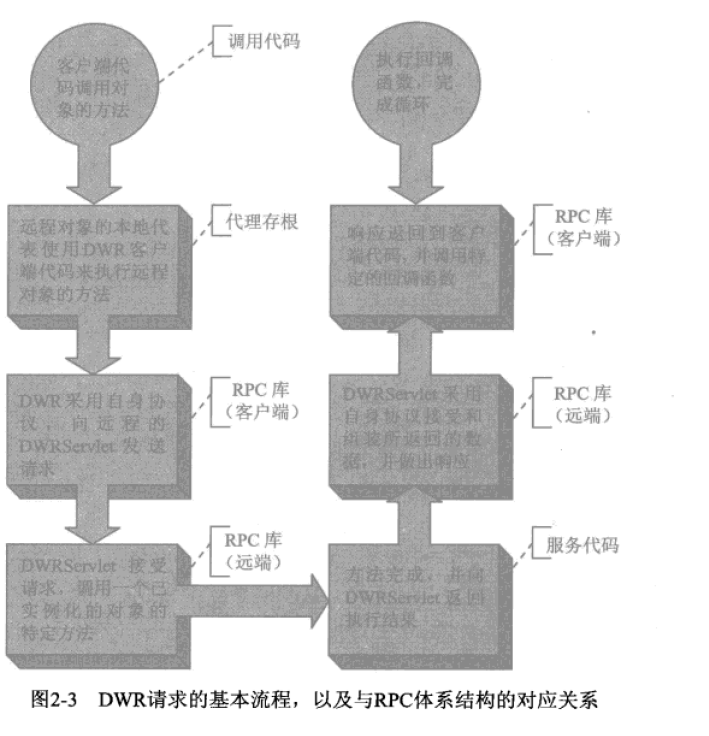 客户端代
码调用对
象的方法
调用代码
远程对象的本地代
表使用DWR客户
端代码来执行远程
对象的方法
代理存根
DWR采用自身协
议,向远程的
DWRServlet发送
请求
RPC库
(客户端)
DWRServlet 接受
请求,调用一个已
实例化的对象的
特定方法
RPC库
(远端)
方法完成,并向
DWRServlet返回
执行结果
服务代码
DWRServlet采用
自身协议接受和
组装所返回的数
据,并做出响应
RPC库
(远端)
响应返回到客户
端代码,并调用特
定的回调函数
RPC库
(客户端)
执行回调
函数,完
成循环
图2-3 DWR请求的基本流程,以及与RPC体系结构的对应关系